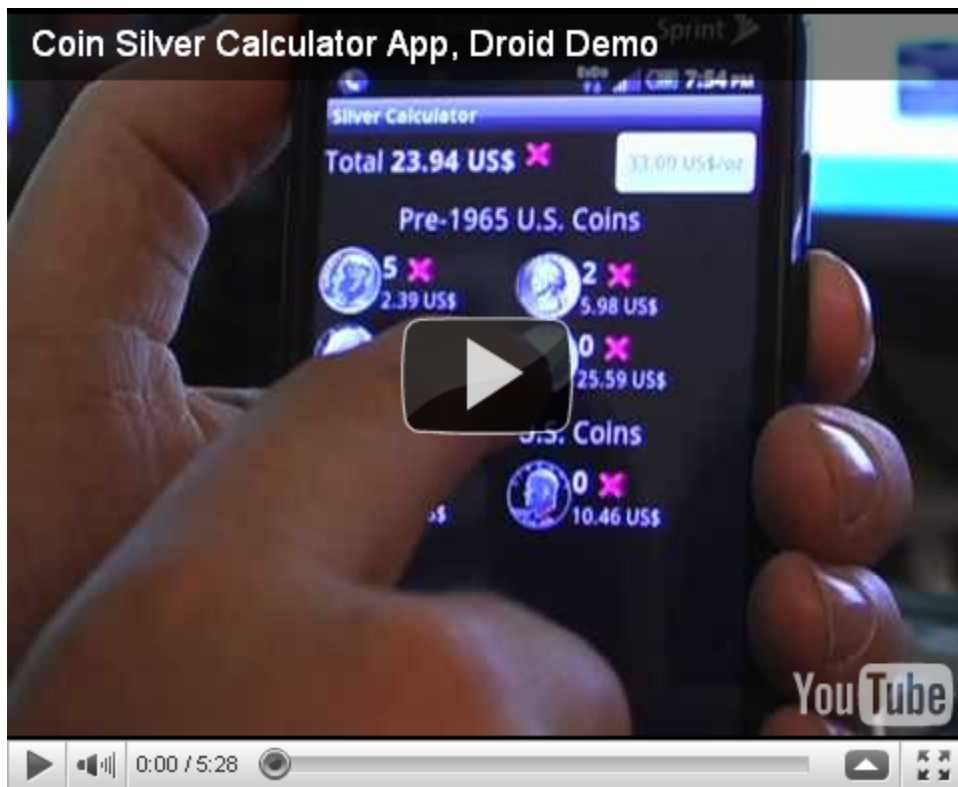 Coin Silver Calculator App, Droid Demo
Sprint
7:54 PM
Silver Calculator
Total 23.94 US$
33.09 US$/oz
Pre-1965 U.S. Coins
5
2.39 US$
2
5.98 US$
0
25.59 US$
U.S. Coins
0
10.46 US$
YouTube
0:00 / 5:28